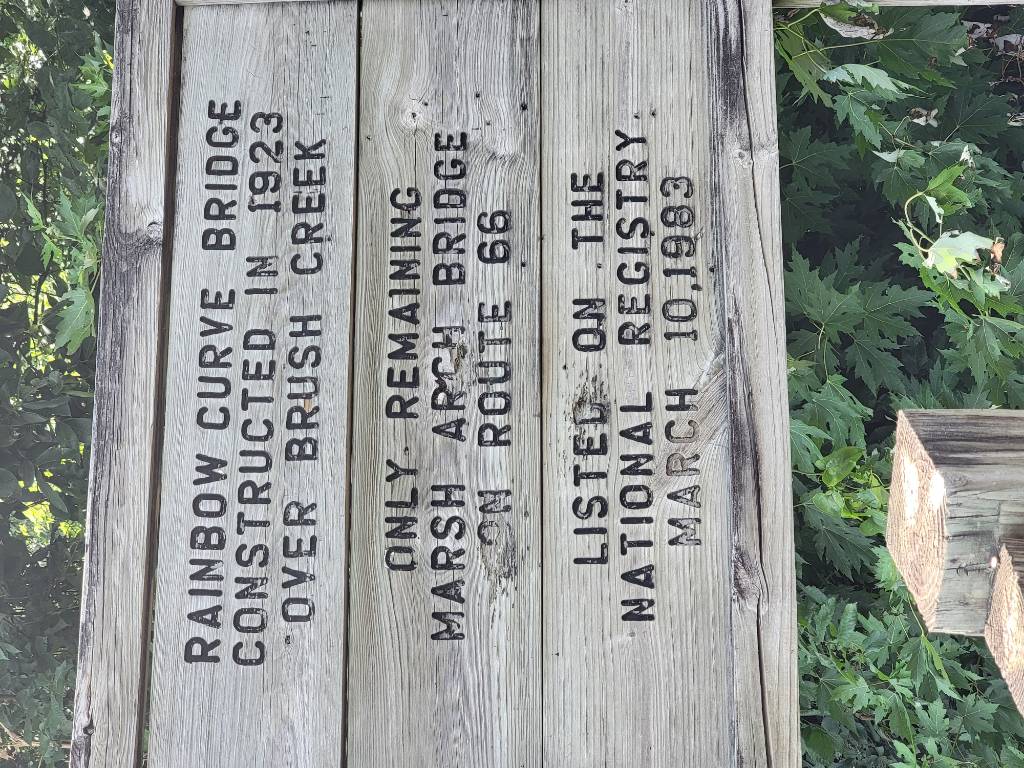 RAINBOW CURVE BRIDGE
CONSTRUCTED IN 1923
OVER BRUSH CREEK
ONLY REMAINING
MARSH ARCH BRIDGE
ON ROUTE 66
LISTED ON THE
NATIONAL REGISTRY.
MARCH 10,1983